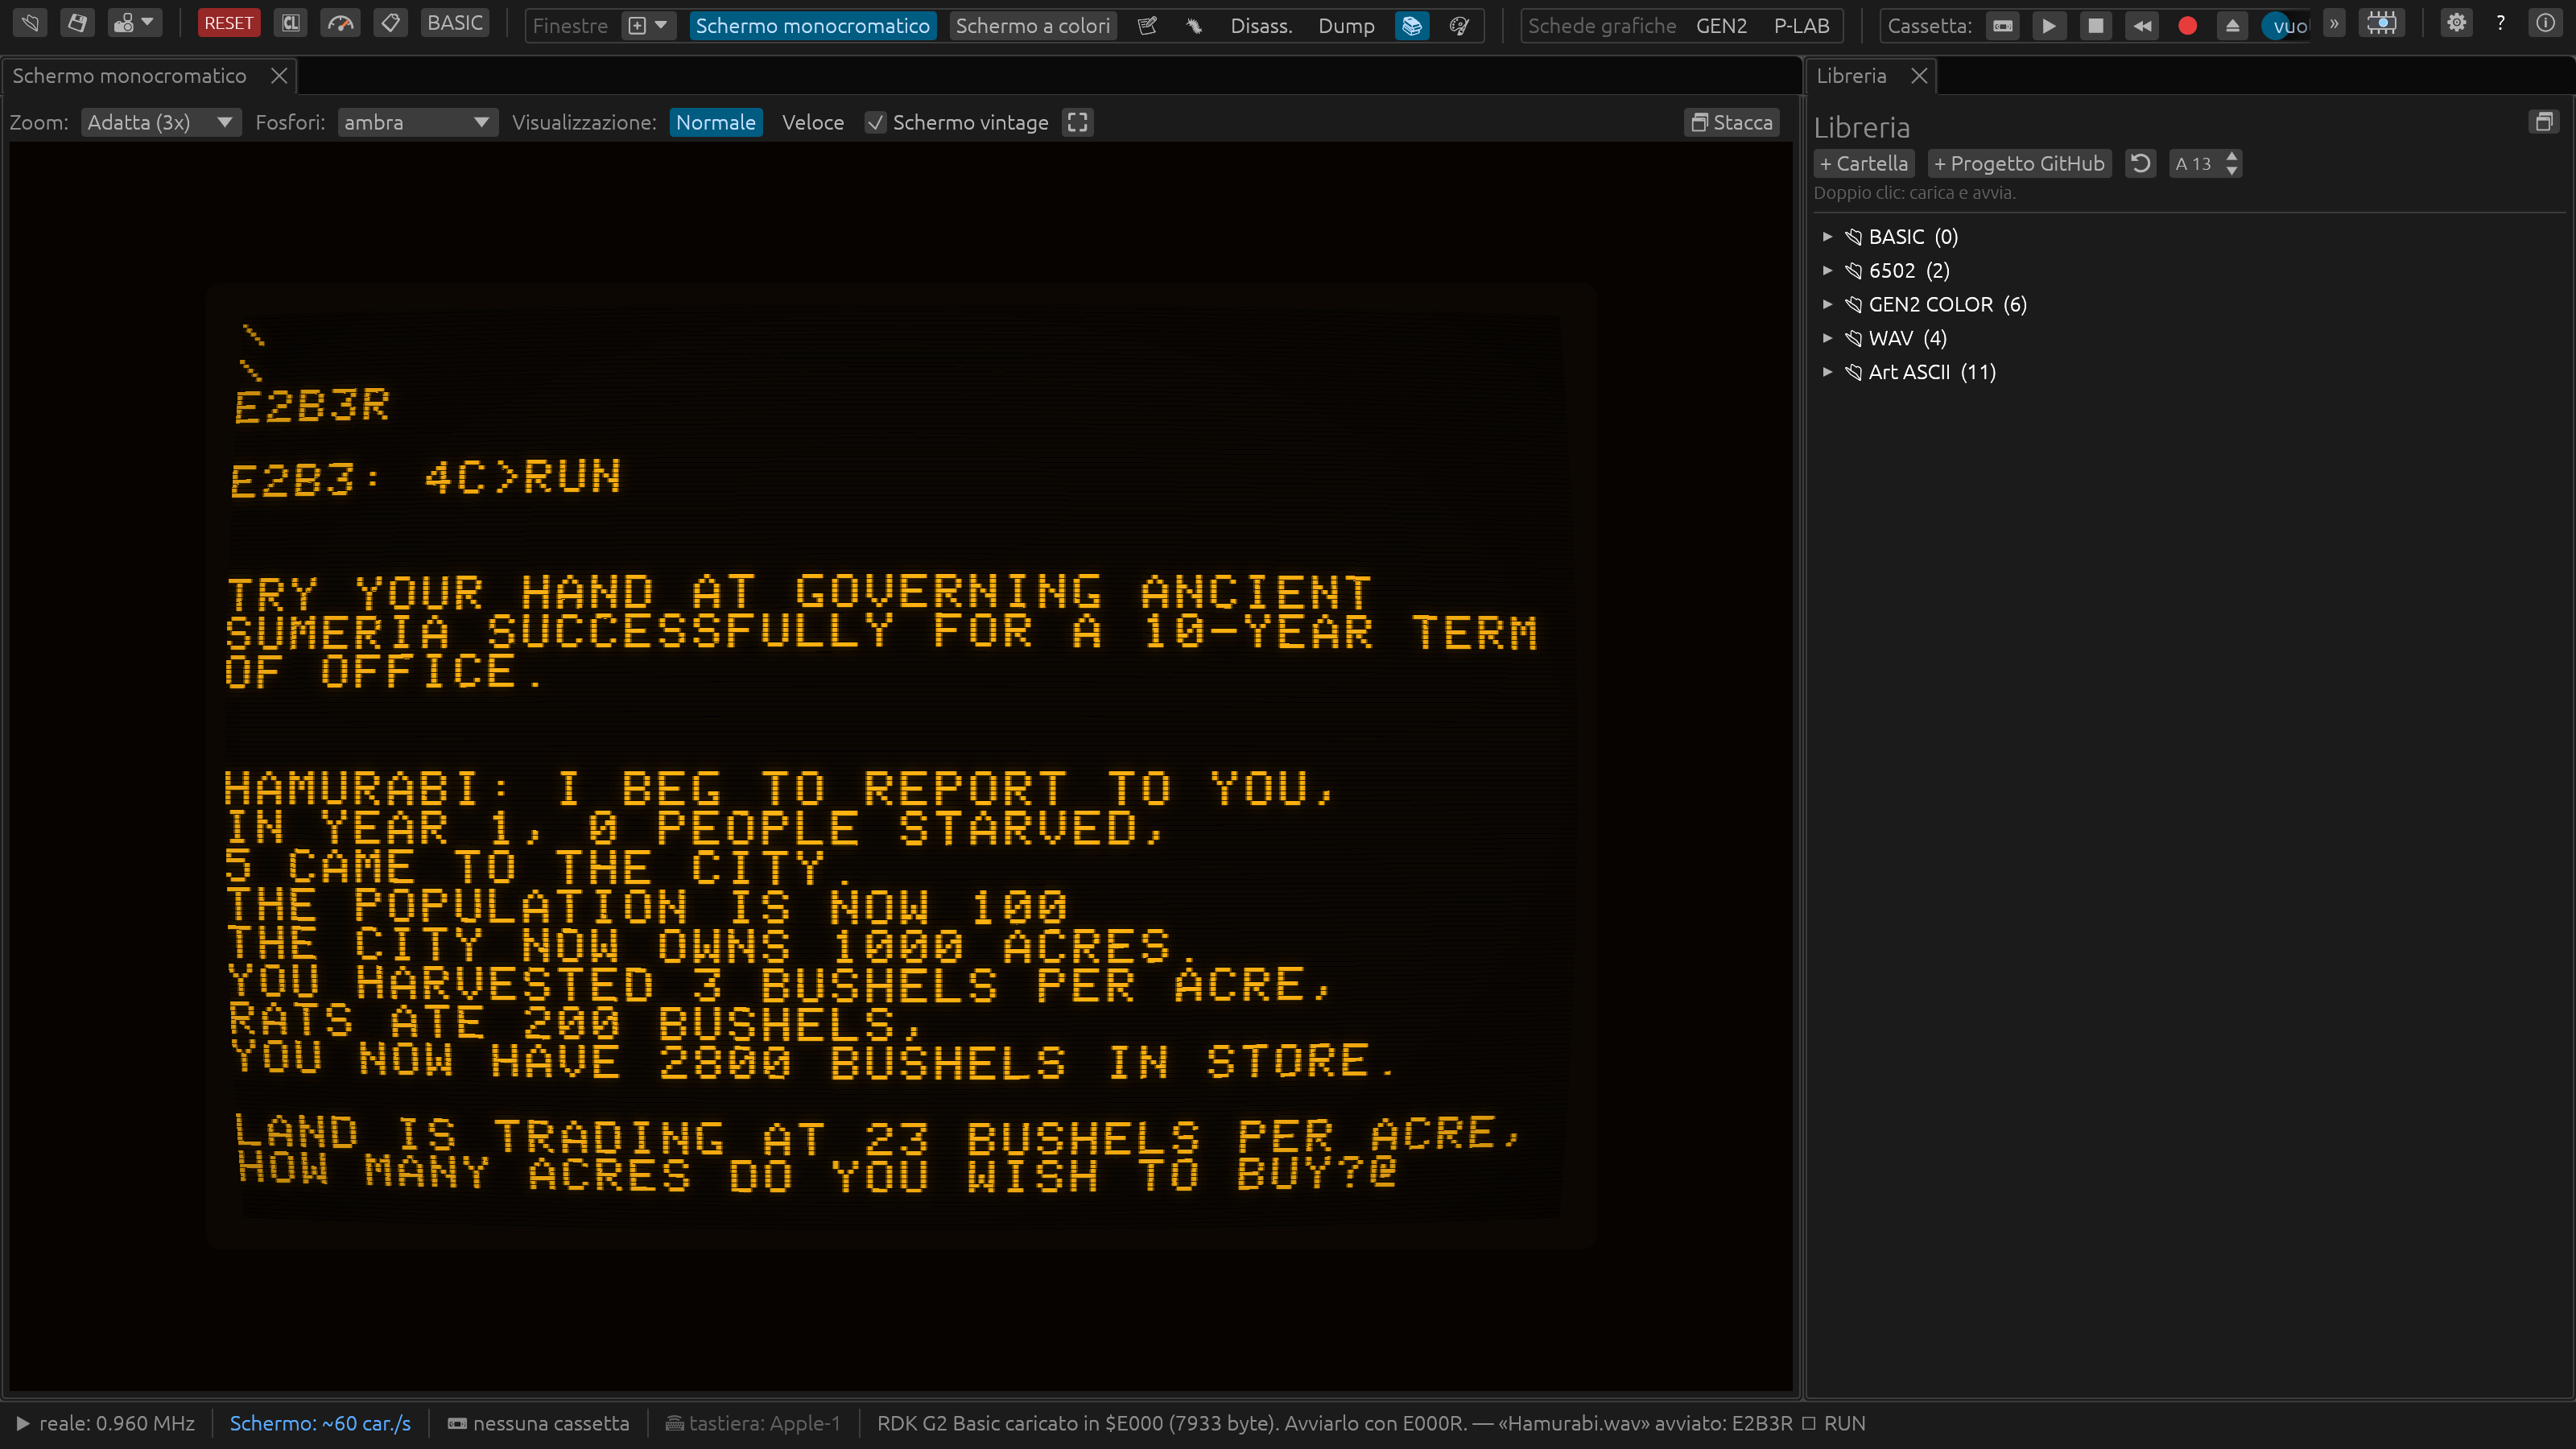 RESET BASIC Finestre Schermo monocromatico Schermo a colori Disass. Dump Schede grafiche GEN2 P-LAB Cassetta: vuo » ?
Schermo monocromatico
Libreria
Zoom: Adatta (3x) Fosfori: ambra Visualizzazione: Normale Veloce Schermo vintage Stacca
Libreria
+ Cartella + Progetto GitHub A 13
Doppio clic: carica e avvia.
BASIC (0)
6502 (2)
GEN2 COLOR (6)
WAV (4)
Art ASCII (11)
\
\
E2B3R
E2B3: 4C>RUN
TRY YOUR HAND AT GOVERNING ANCIENT
SUMERIA SUCCESSFULLY FOR A 10-YEAR TERM
OF OFFICE.
HAMURABI: I BEG TO REPORT TO YOU,
IN YEAR 1, 0 PEOPLE STARVED,
5 CAME TO THE CITY.
THE POPULATION IS NOW 100
THE CITY NOW OWNS 1000 ACRES.
YOU HARVESTED 3 BUSHELS PER ACRE,
RATS ATE 200 BUSHELS,
YOU NOW HAVE 2800 BUSHELS IN STORE.
LAND IS TRADING AT 23 BUSHELS PER ACRE,
HOW MANY ACRES DO YOU WISH TO BUY?@
reale: 0.960 MHz Schermo: ~60 car./s nessuna cassetta tastiera: Apple-1 RDK G2 Basic caricato in $E000 (7933 byte). Avviarlo con E000R. — «Hamurabi.wav» avviato: E2B3R □ RUN